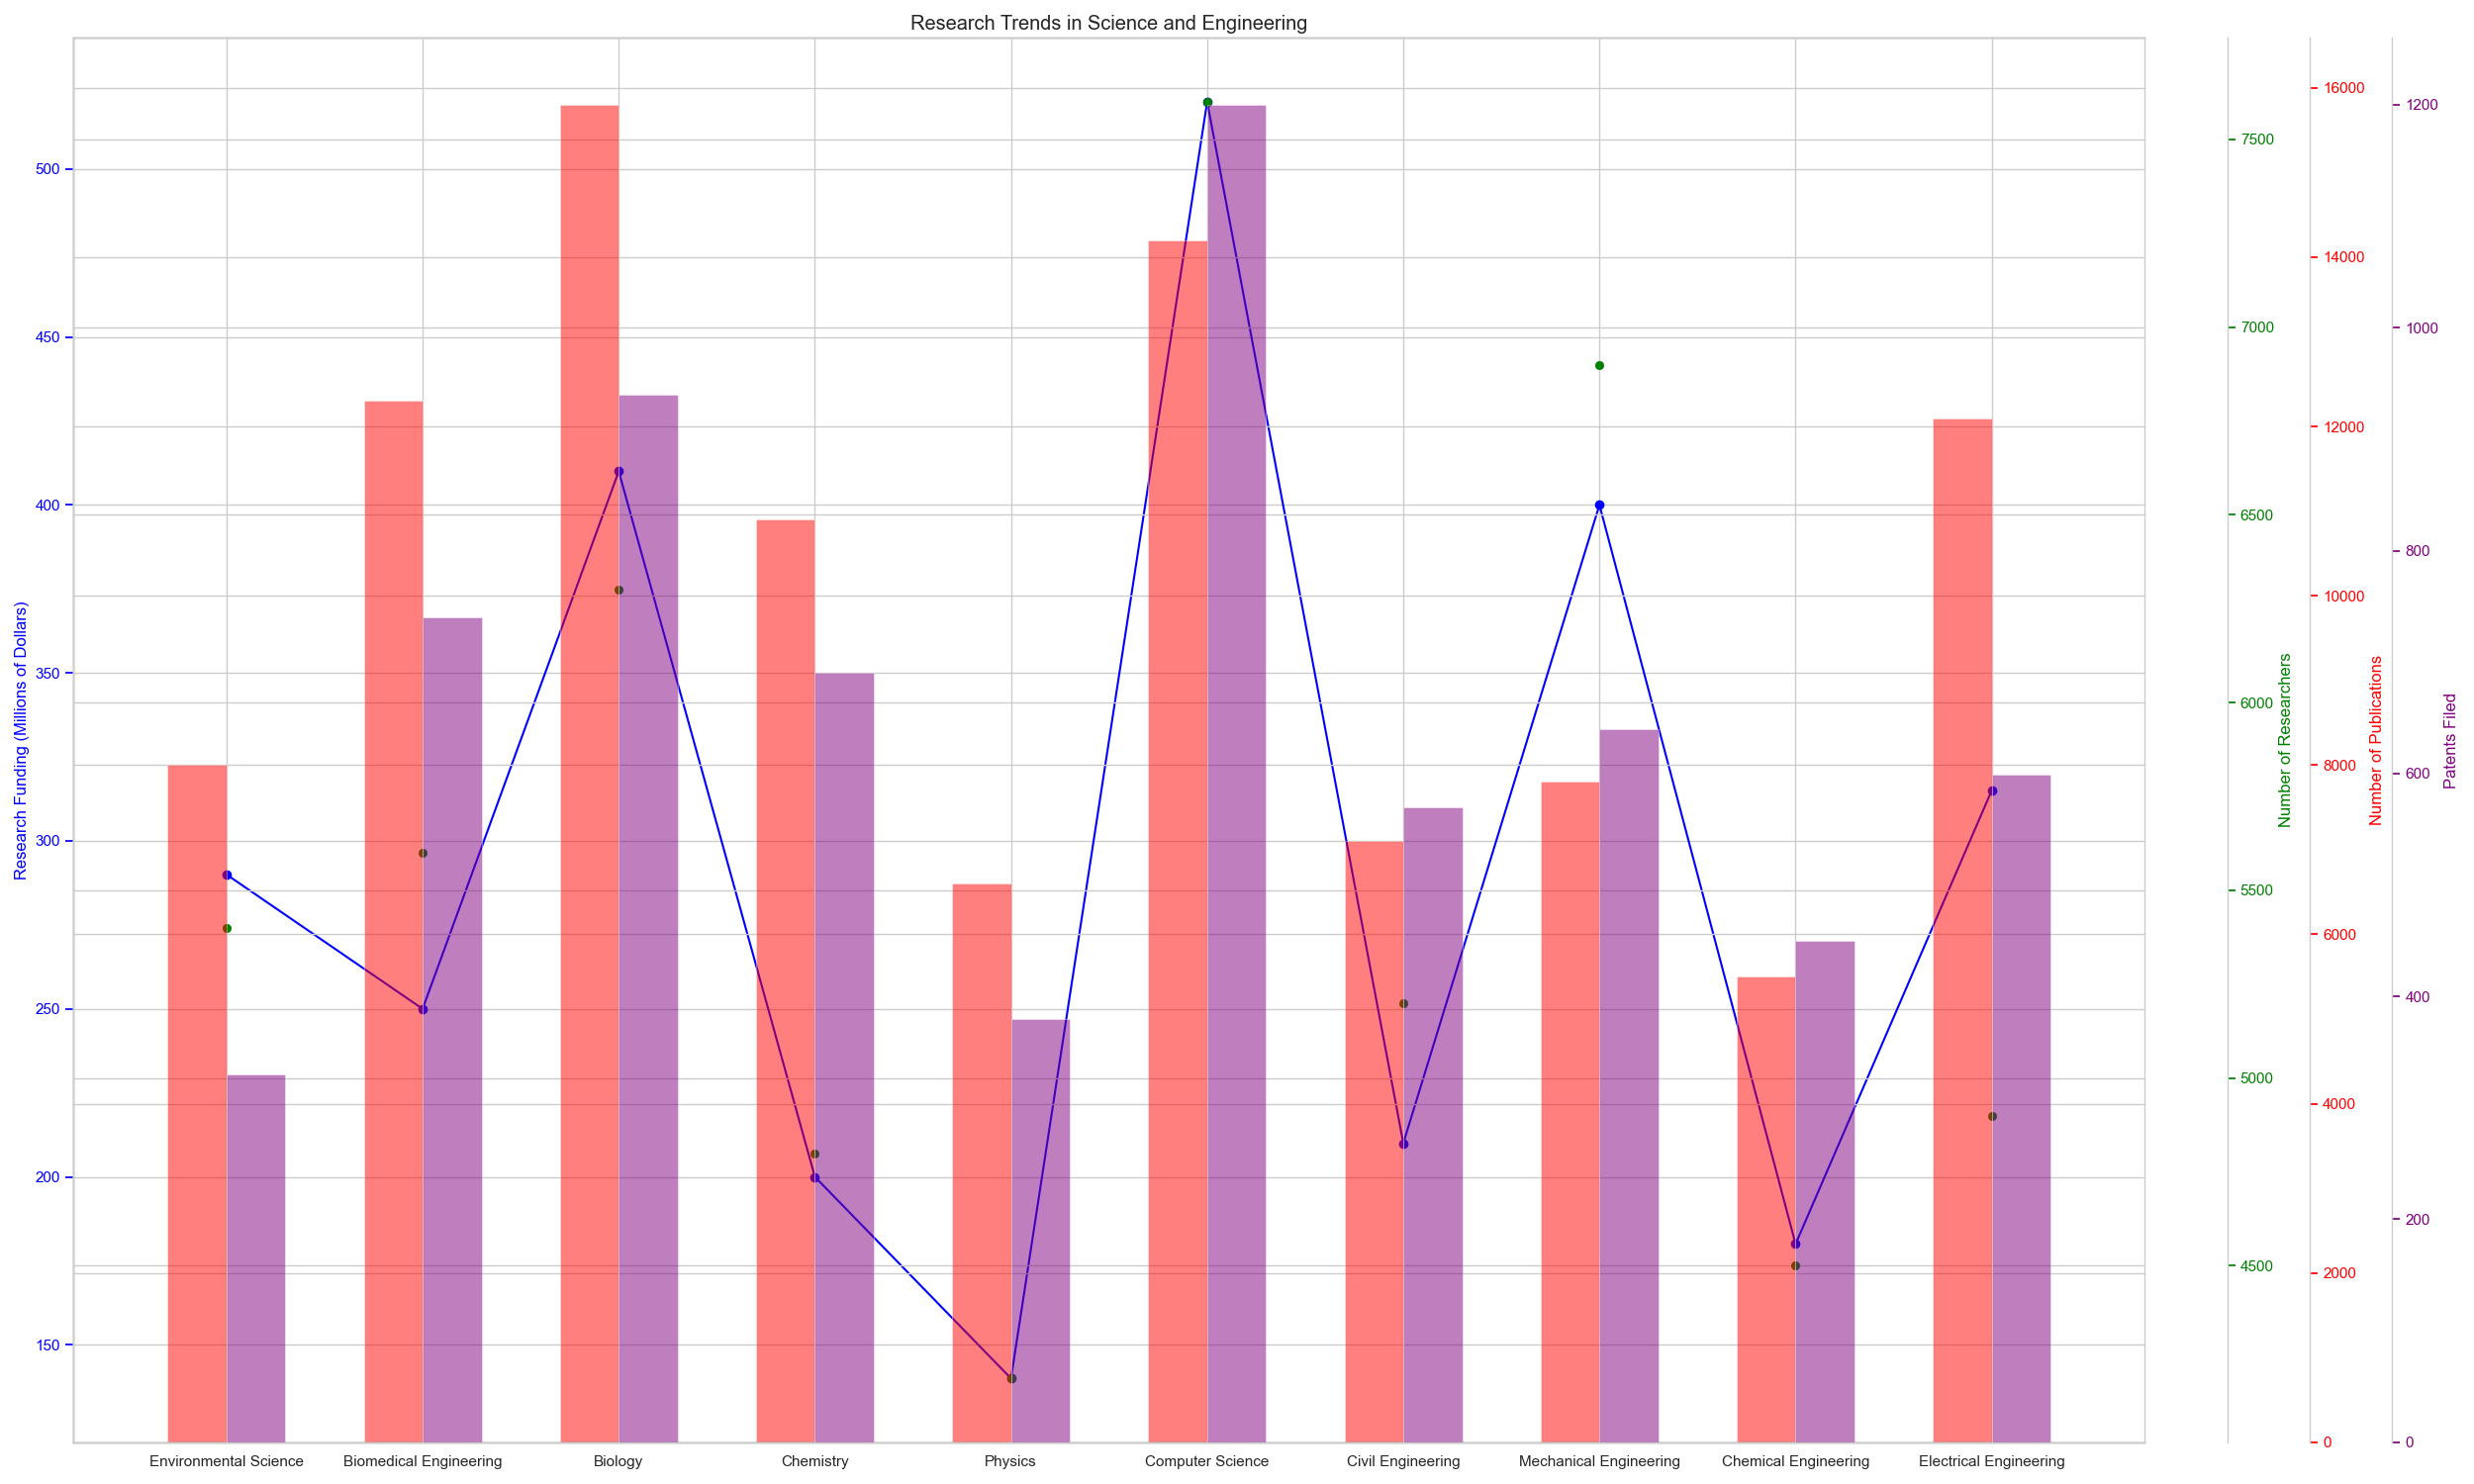 Research Trends in Science and Engineering
Research Funding (Millions of Dollars)
500
450
400
350
300
250
200
150
Environmental Science
Biomedical Engineering
Biology
Chemistry
Physics
Computer Science
Civil Engineering
Mechanical Engineering
Chemical Engineering
Electrical Engineering
7500
7000
6500
6000
5500
5000
4500
Number of Researchers
16000
14000
12000
10000
8000
6000
4000
2000
0
Number of Publications
1200
1000
800
600
400
200
0
Patents Filed